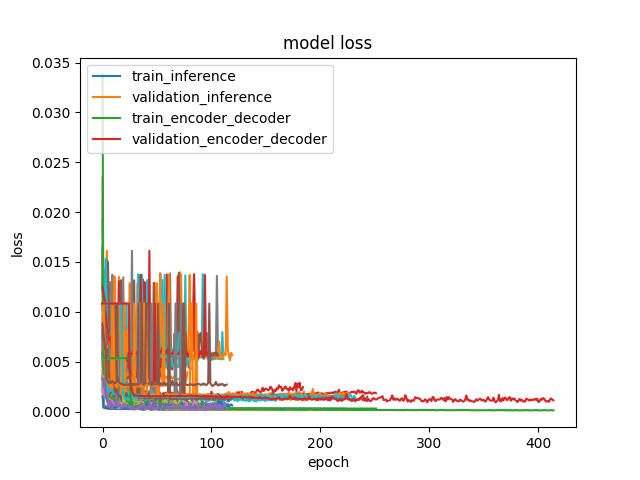 model loss
train_inference
validation_inference
train_encoder_decoder
validation_encoder_decoder
0.035
0.030
0.025
0.020
0.015
0.010
0.005
0.000
loss
0 100 200 300 400
epoch